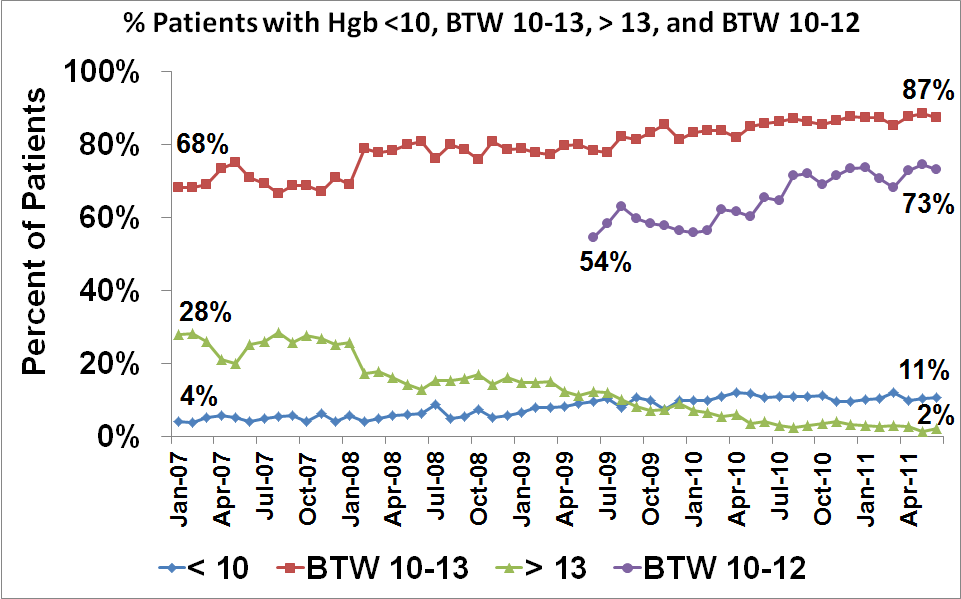 % Patients with Hgb <10, BTW 10-13, > 13, and BTW 10-12
Percent of Patients
100%
80%
60%
40%
20%
0%
68%
87%
54%
73%
28%
4%
11%
2%
Jan-07
Apr-07
Jul-07
Oct-07
Jan-08
Apr-08
Jul-08
Oct-08
Jan-09
Apr-09
Jul-09
Oct-09
Jan-10
Apr-10
Jul-10
Oct-10
Jan-11
Apr-11
< 10
BTW 10-13
> 13
BTW 10-12